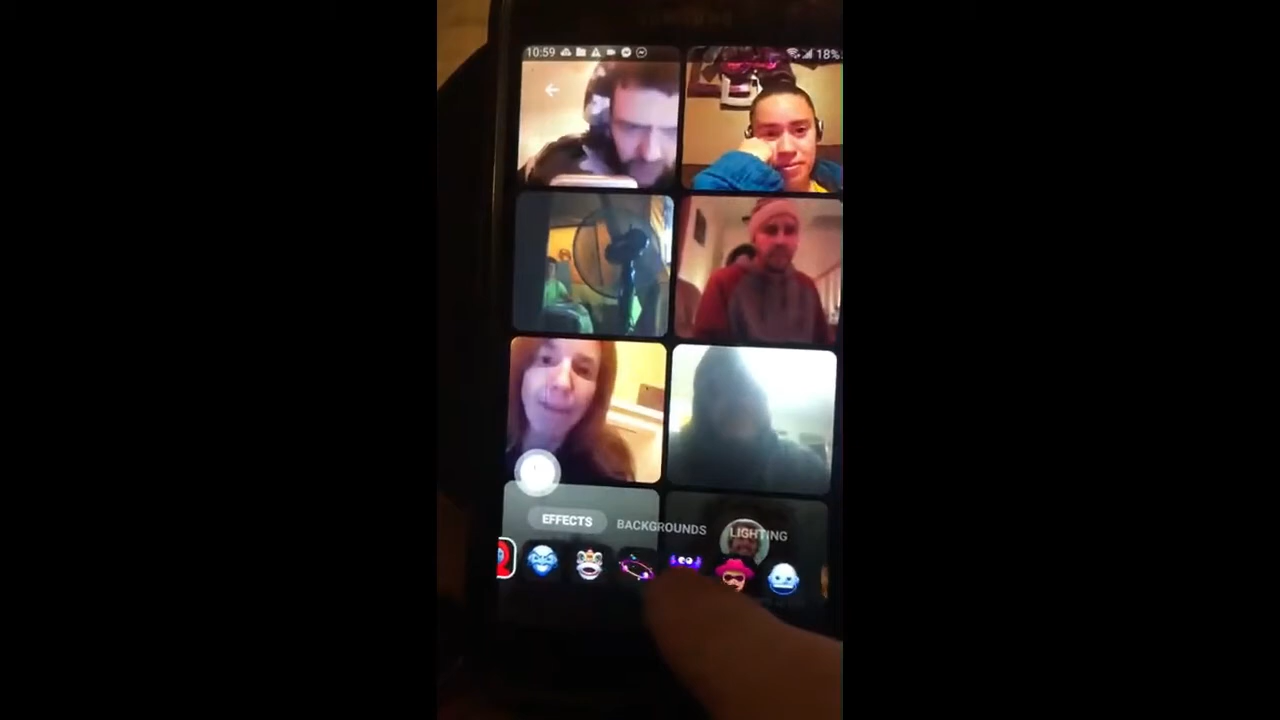 10:59
18%
EFFECTS
BACKGROUNDS
LIGHTING